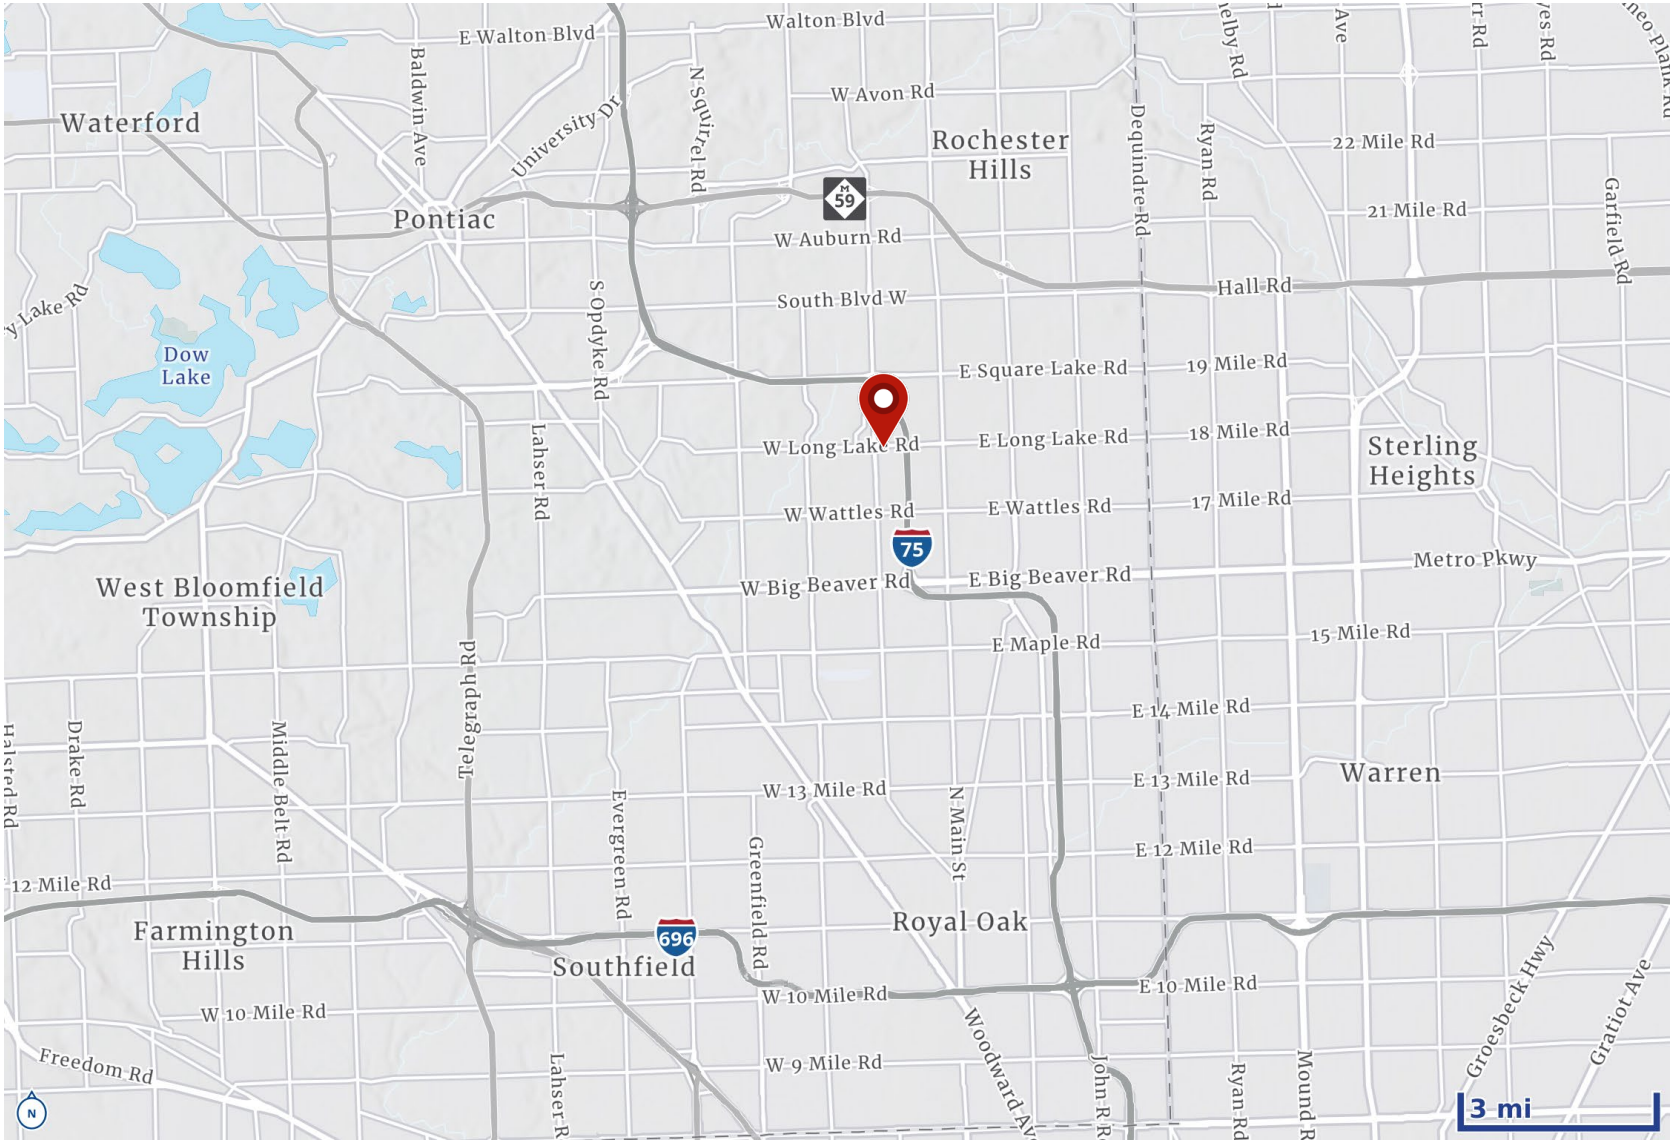 E Walton Blvd
Walton Blvd
Baldwin Ave
N Squirrel Rd
University Dr
W Avon Rd
Waterford
Rochester
Hills
Dequindre Rd
Ryan Rd
22 Mile Rd
Ave
M
59
Pontiac
W Auburn Rd
21 Mile Rd
Garfield Rd
S Opdyke Rd
South Blvd W
Hall Rd
y Lake Rd
Dow
Lake
E Square Lake Rd
19 Mile Rd
W Long Lake Rd
E Long Lake Rd
18 Mile Rd
Sterling
Heights
Lahser Rd
W Wattles Rd
E Wattles Rd
17 Mile Rd
75
Metro Pkwy
West Bloomfield
Township
W Big Beaver Rd
E Big Beaver Rd
E Maple Rd
15 Mile Rd
Telegraph Rd
E 14 Mile Rd
Halsted Rd
Drake Rd
Middle Belt Rd
W 13 Mile Rd
E 13 Mile Rd
Warren
Evergreen Rd
Greenfield Rd
N Main St
E 12 Mile Rd
12 Mile Rd
Farmington
Hills
696
Southfield
Royal Oak
W 10 Mile Rd
W 10 Mile Rd
E 10 Mile Rd
Groesbeck Hwy
Gratiot Ave
Freedom Rd
Lahser R
W 9 Mile Rd
Woodward Av
John R R
Ryan Rd
Mound R
N
3 mi